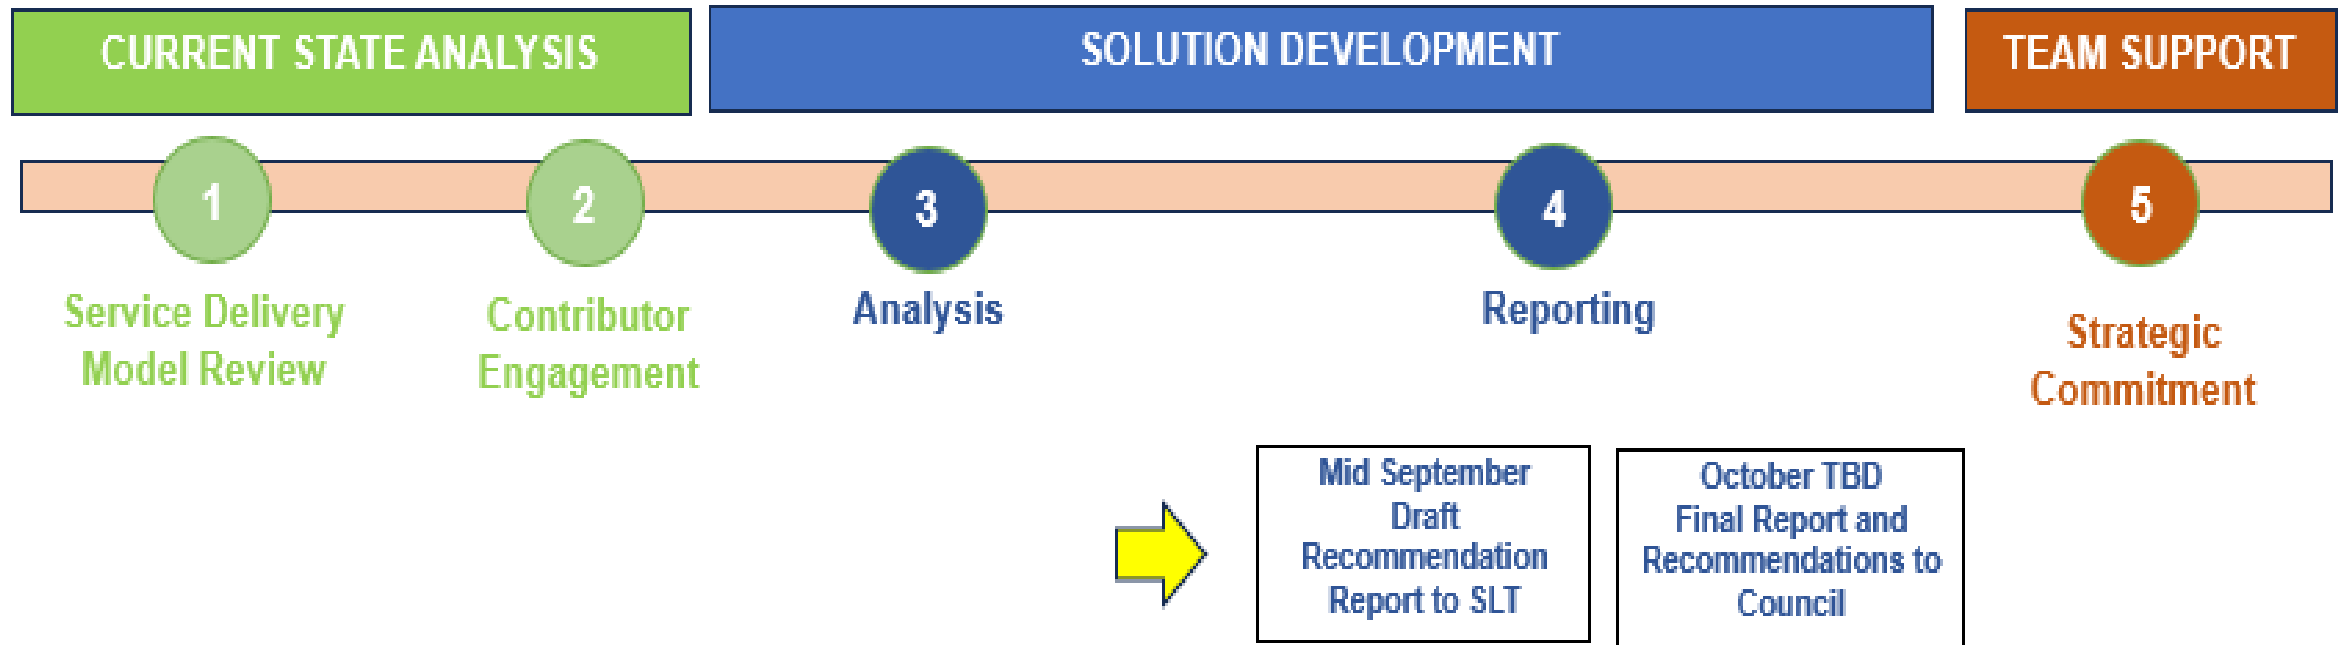 CURRENT STATE ANALYSIS
SOLUTION DEVELOPMENT
TEAM SUPPORT
1
2
3
4
5
Service Delivery
Model Review
Contributor
Engagement
Analysis
Reporting
Strategic
Commitment
Mid September
Draft
Recommendation
Report to SLT
October TBD
Final Report and
Recommendations to
Council